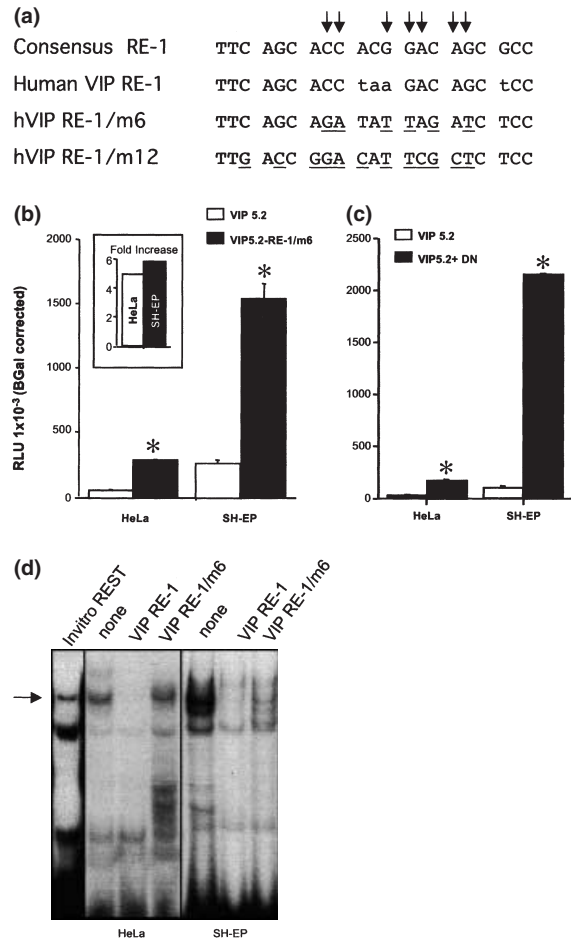 (a)
Consensus RE-1 TTC AGC ACC ACG GAC AGC GCC
Human VIP RE-1 TTC AGC ACC taa GAC AGC tCC
hVIP RE-1/m6 TTC AGC AGA TAT TAG ATC TCC
hVIP RE-1/m12 TTG ACC GGA CAT TCG CTC TCC
(b)
VIP 5.2
VIP5.2-RE-1/m6
2000
1500
1000
500
0
RLU 1x10-3 (BGal corrected)
Fold Increase
6
4
2
0
HeLa
SH-EP
*
*
HeLa
SH-EP
(c)
VIP 5.2
VIP5.2+ DN
2500
2000
1500
1000
500
0
*
*
HeLa
SH-EP
(d)
Invitro REST
none
VIP RE-1
VIP RE-1/m6
none
VIP RE-1
VIP RE-1/m6
HeLa
SH-EP